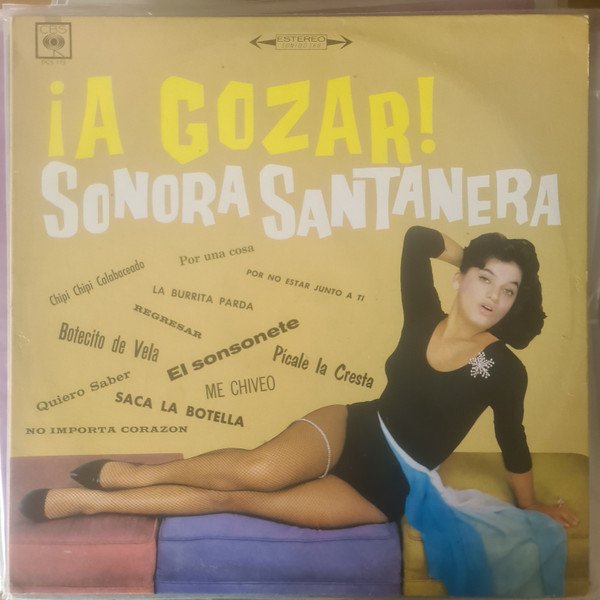 CBS
ESTEREO
¡A GOZAR!
SONORA SANTANERA
Por una cosa
Chipi Chipi Calabaceado
POR NO ESTAR JUNTO A TI
LA BURRITA PARDA
REGRESAR
Botecito de Vela
El sonsonete
Pícale la Cresta
Quiero Saber
ME CHIVEO
SACA LA BOTELLA
NO IMPORTA CORAZON